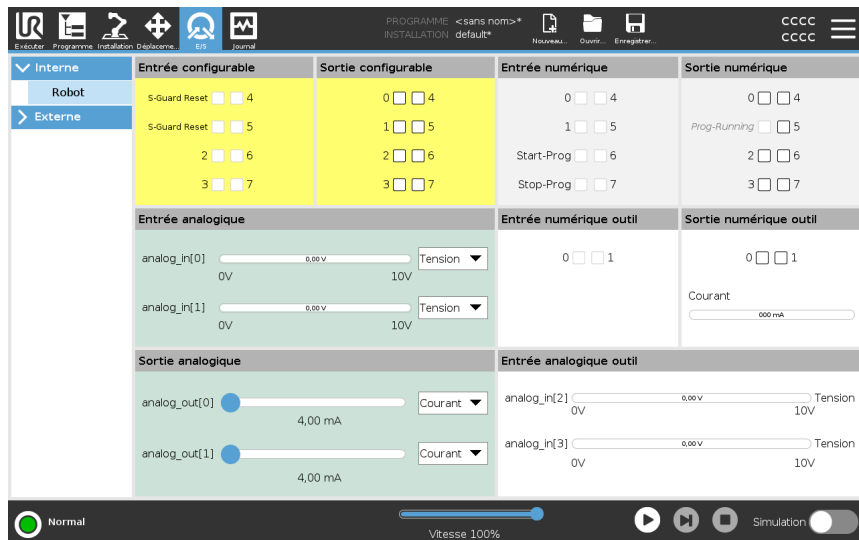 PROGRAMME <sans nom>*
INSTALLATION default*
CCCC
CCCC
Exécuter Programme Installation Déplaceme... E/S Journal
Nouveau... Ouvrir... Enregistrer...
Interne
Robot
Externe
Entrée configurable
S-Guard Reset 4
S-Guard Reset 5
2 6
3 7
Sortie configurable
0 4
1 5
2 6
3 7
Entrée numérique
0 4
1 5
Start-Prog 6
Stop-Prog 7
Sortie numérique
0 4
Prog-Running 5
2 6
3 7
Entrée analogique
analog_in[0] 0,00 V Tension
0V 10V
analog_in[1] 0,00 V Tension
0V 10V
Entrée numérique outil
0 1
Sortie numérique outil
0 1
Courant
000 mA
Sortie analogique
analog_out[0] Courant
4,00 mA
analog_out[1] Courant
4,00 mA
Entrée analogique outil
analog_in[2] 0,00 V Tension
0V 10V
analog_in[3] 0,00 V Tension
0V 10V
Normal
Vitesse 100%
Simulation